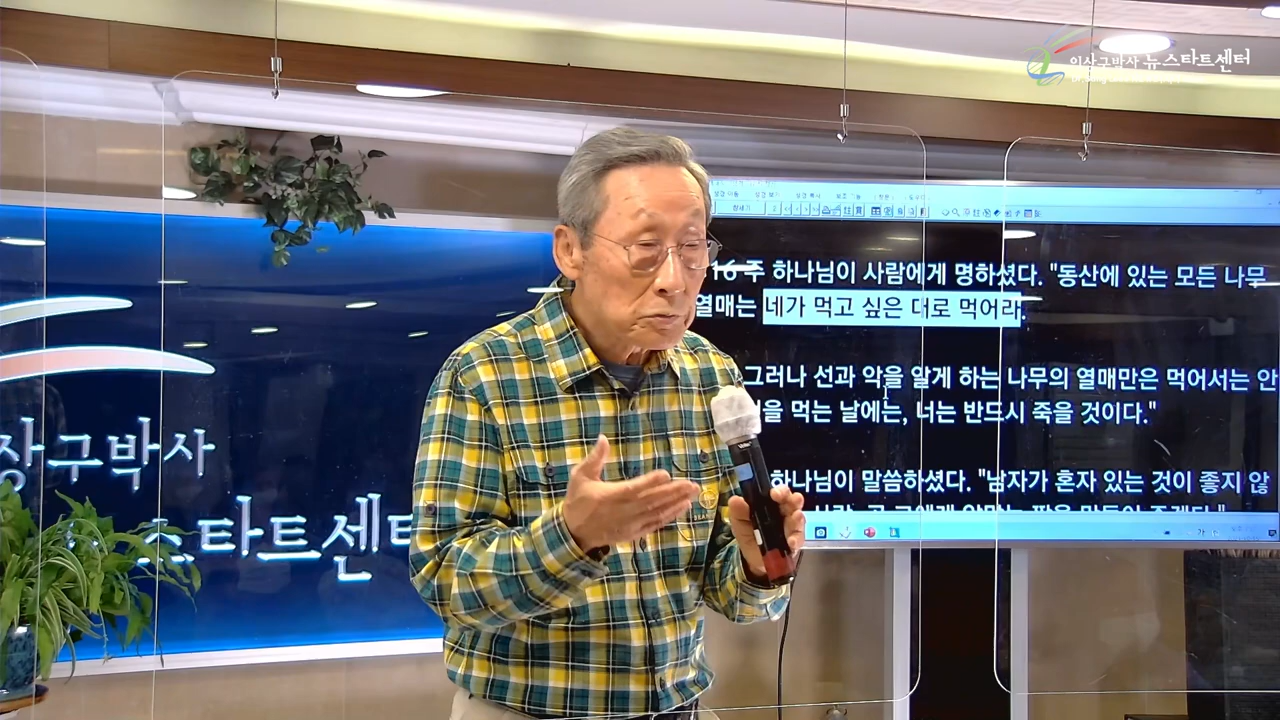 이상구박사 뉴스타트센터
창세기
16 주 하나님이 사람에게 명하셨다. "동산에 있는 모든 나무
열매는 네가 먹고 싶은 대로 먹어라.
그러나 선과 악을 알게 하는 나무의 열매만은 먹어서는 안
을 먹는 날에는, 너는 반드시 죽을 것이다."
하나님이 말씀하셨다. "남자가 혼자 있는 것이 좋지 않
상구박사
스타트센터